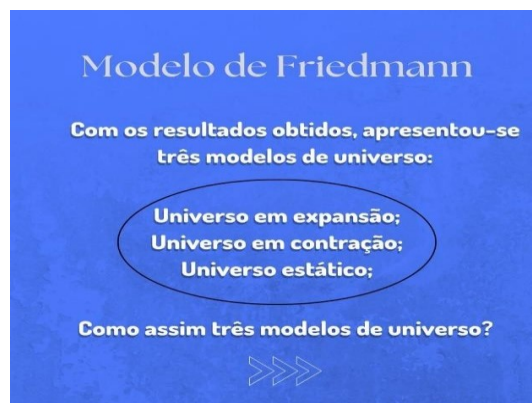 Modelo de Friedmann
Com os resultados obtidos, apresentou-se
três modelos de universo:
Universo em expansão;
Universo em contração;
Universo estático;
Como assim três modelos de universo?